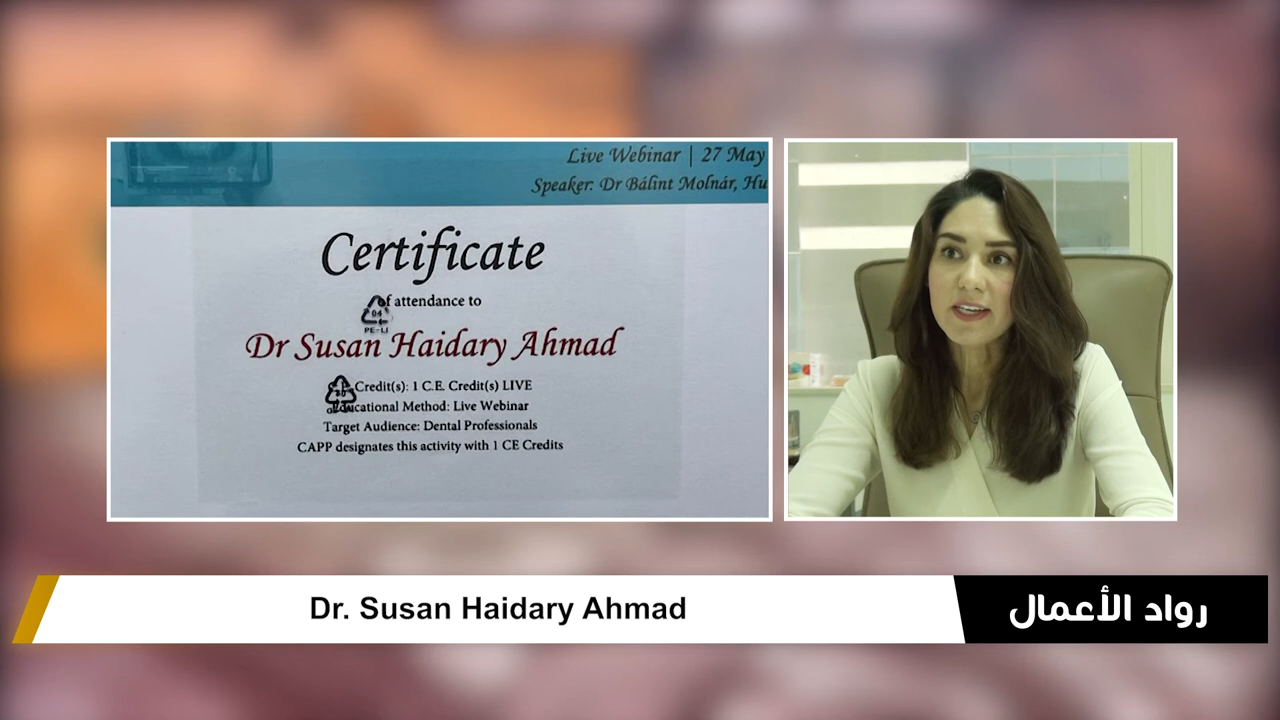 Live Webinar | 27 May
Speaker: Dr Bálint Molnár, Hu
Certificate
of attendance to
04
PE-LI
Dr Susan Haidary Ahmad
Credit(s): 1 C.E. Credit(s) LIVE
Educational Method: Live Webinar
Target Audience: Dental Professionals
CAPP designates this activity with 1 CE Credits
Dr. Susan Haidary Ahmad
رواد الأعمال